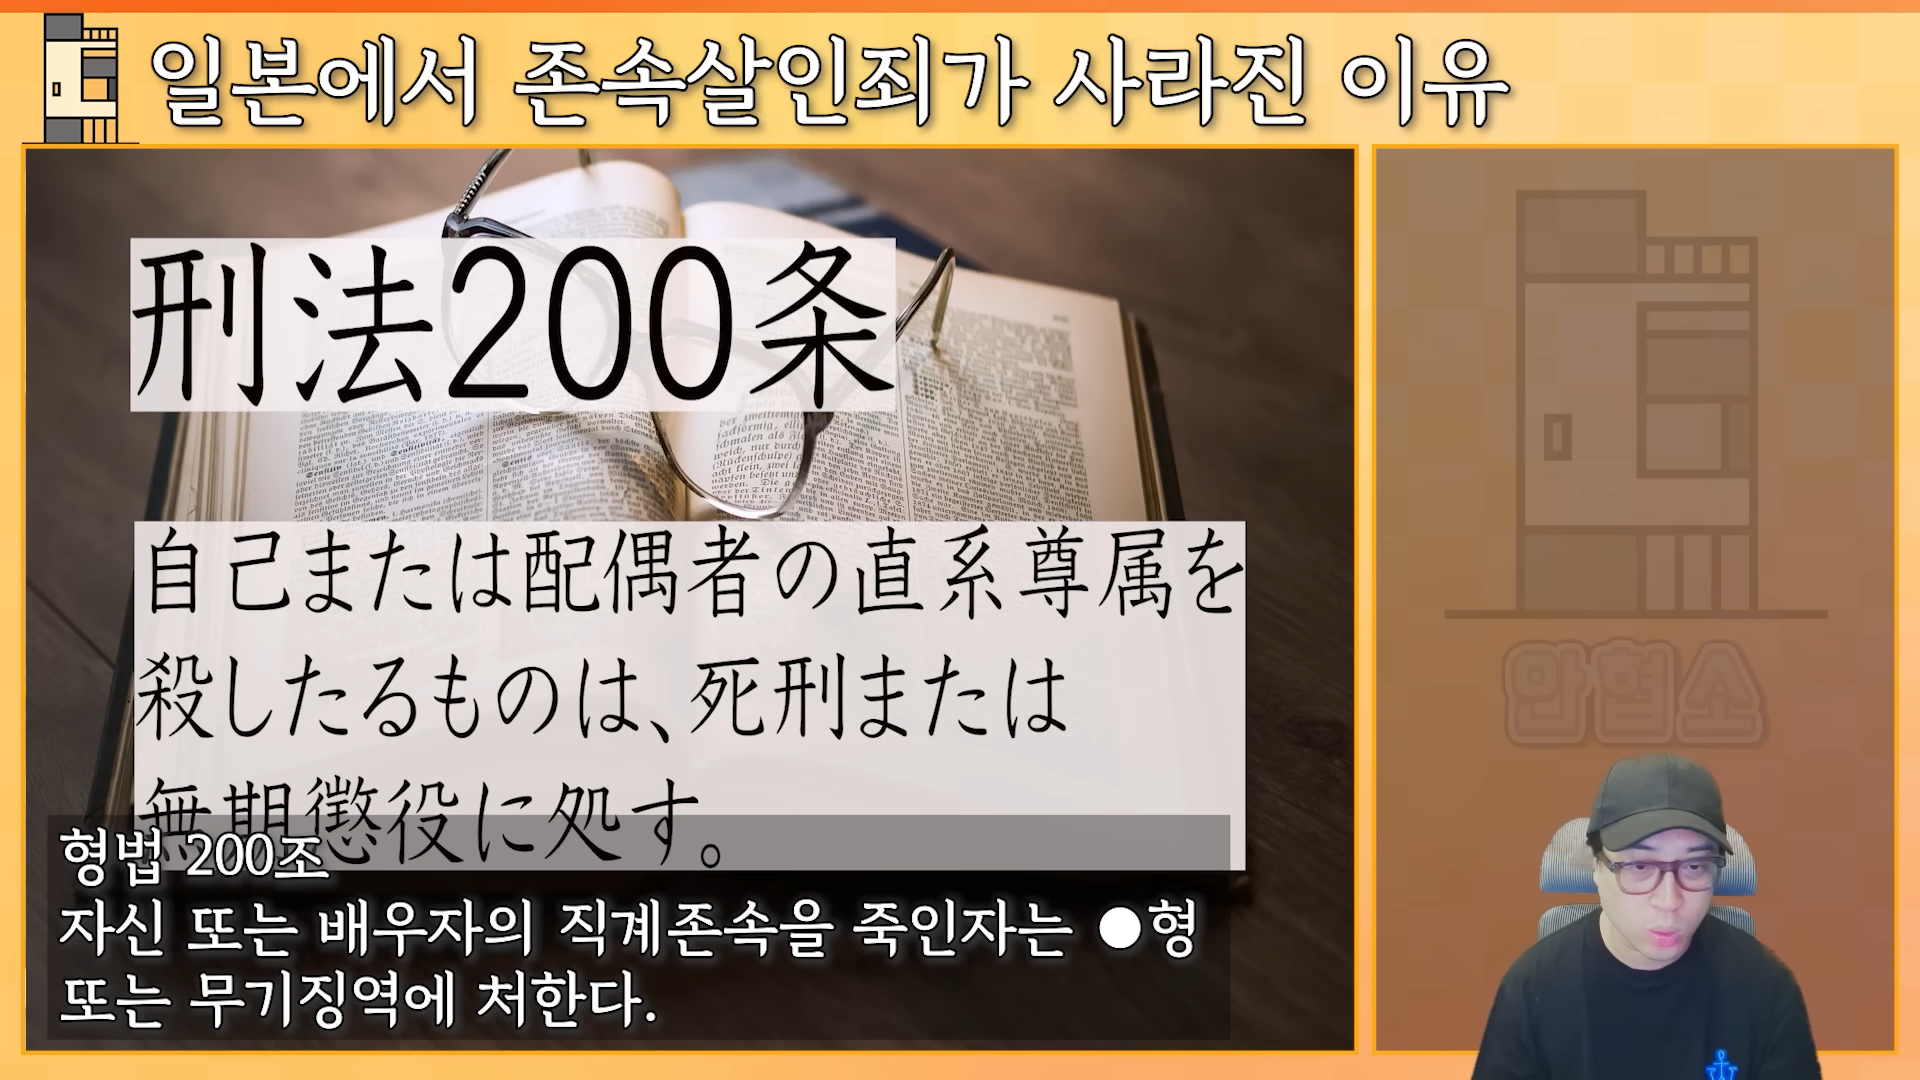 일본에서 존속살인죄가 사라진 이유
刑法200条
自己または配偶者の直系尊属を
殺したるものは、死刑または
無期懲役に処す。
형법 200조
자신 또는 배우자의 직계존속을 죽인자는 ●형
또는 무기징역에 처한다.
안협소